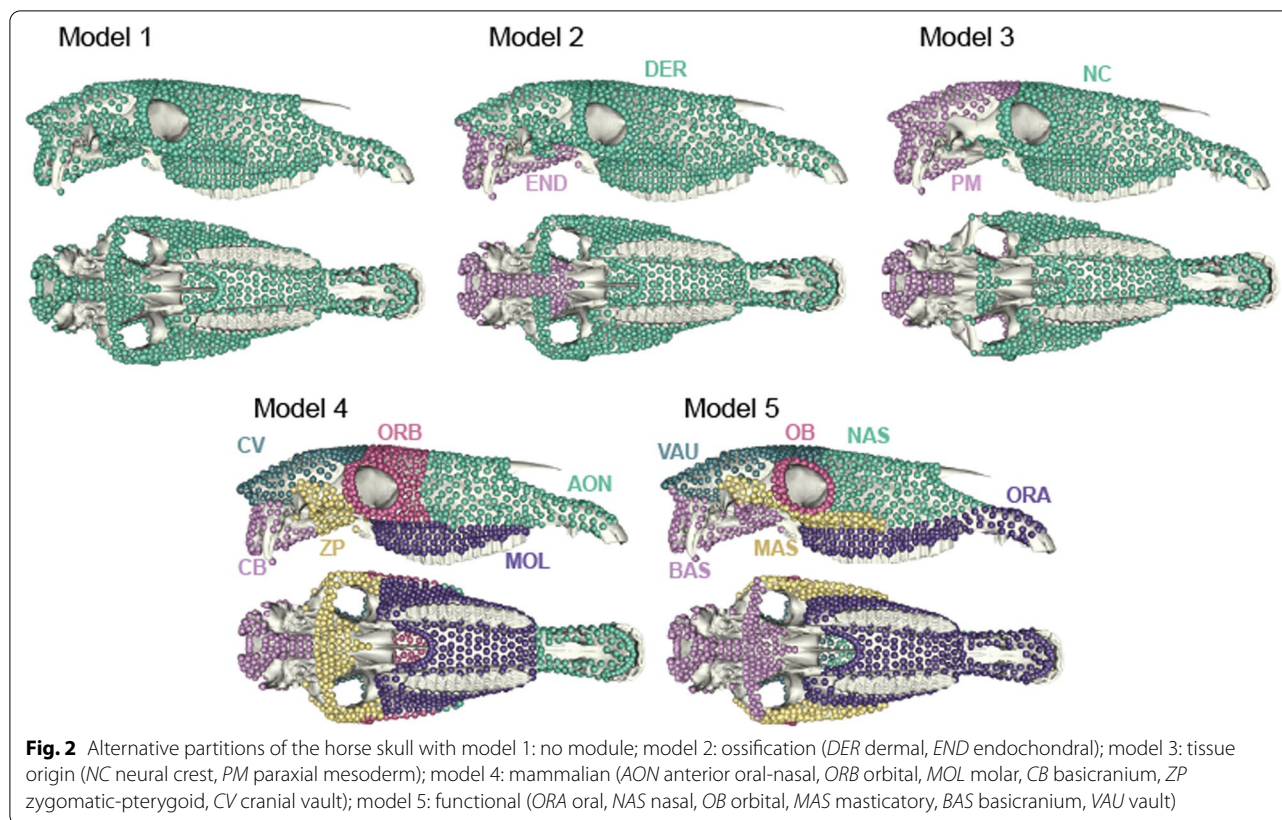 Model 1
Model 2
Model 3
DER
NC
END
PM
Model 4
Model 5
CV
ORB
AON
ZP
CB
MOL
VAU
OB
NAS
ORA
MAS
BAS
Fig. 2 Alternative partitions of the horse skull with model 1: no module; model 2: ossification (DER dermal, END endochondral); model 3: tissue
origin (NC neural crest, PM paraxial mesoderm); model 4: mammalian (AON anterior oral-nasal, ORB orbital, MOL molar, CB basicranium, ZP
zygomatic-pterygoid, CV cranial vault); model 5: functional (ORA oral, NAS nasal, OB orbital, MAS masticatory, BAS basicranium, VAU vault)